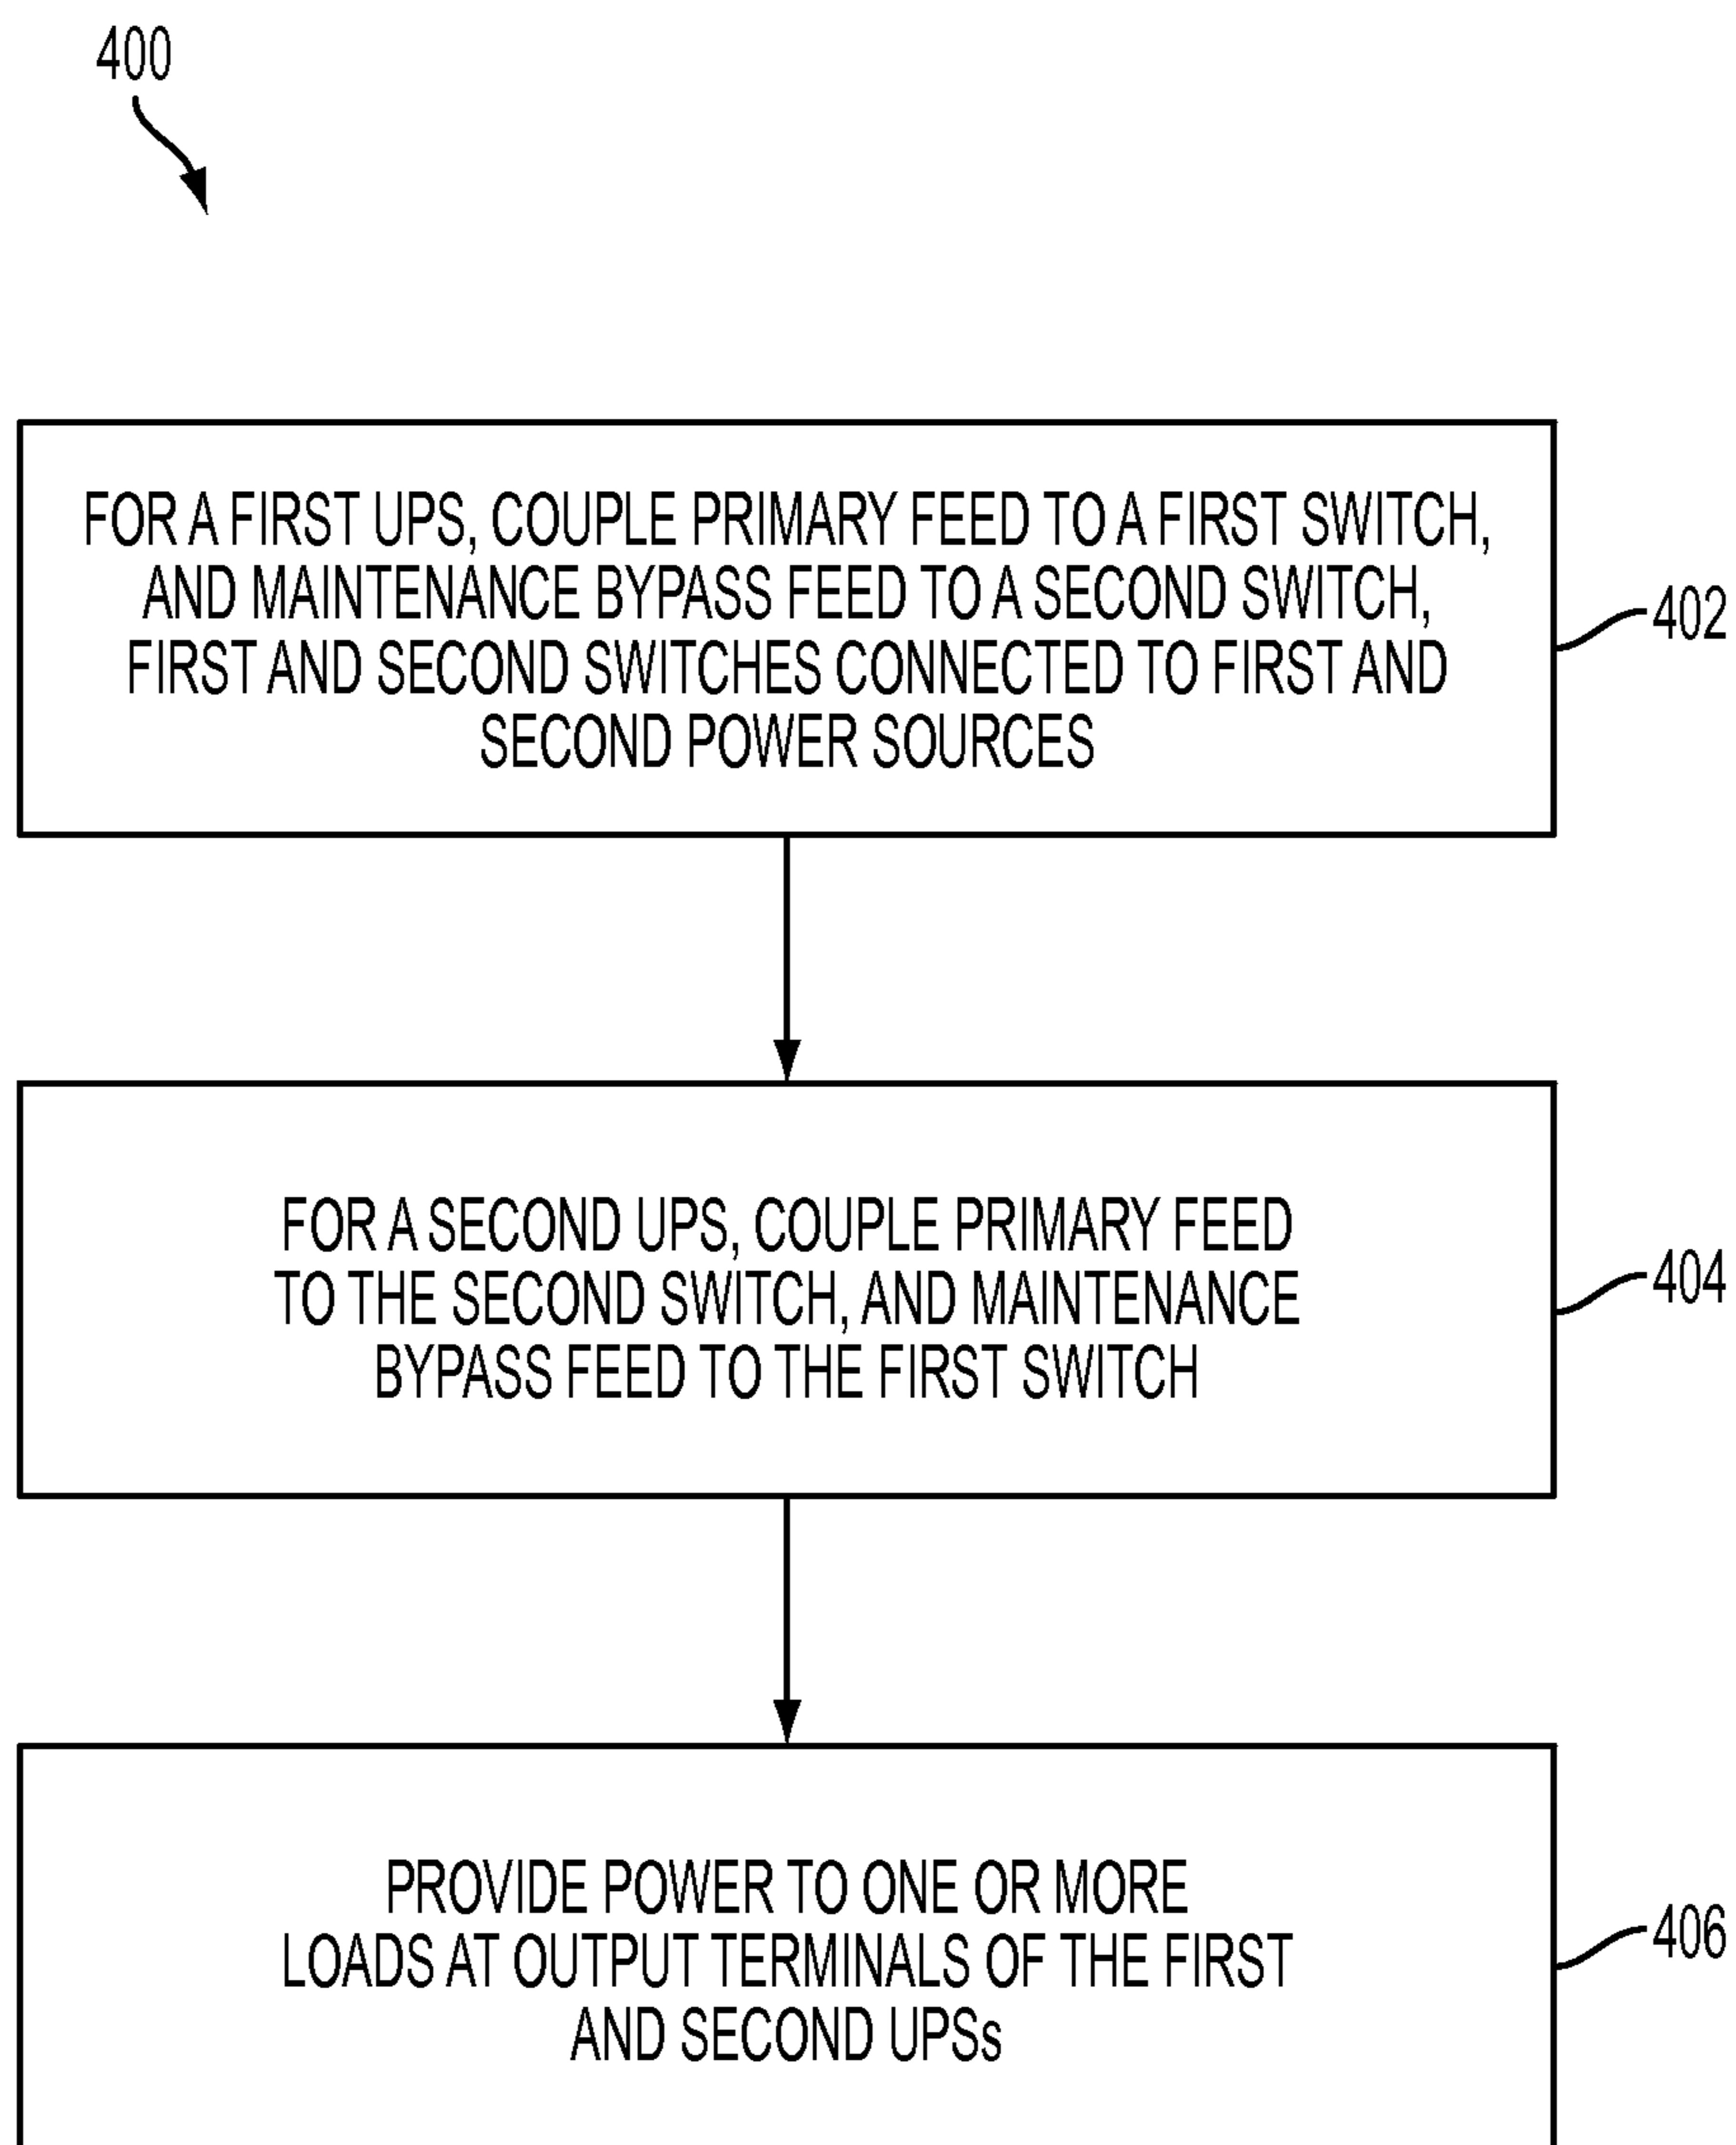 400
FOR A FIRST UPS, COUPLE PRIMARY FEED TO A FIRST SWITCH,
AND MAINTENANCE BYPASS FEED TO A SECOND SWITCH,
FIRST AND SECOND SWITCHES CONNECTED TO FIRST AND
SECOND POWER SOURCES
402
FOR A SECOND UPS, COUPLE PRIMARY FEED
TO THE SECOND SWITCH, AND MAINTENANCE
BYPASS FEED TO THE FIRST SWITCH
404
PROVIDE POWER TO ONE OR MORE
LOADS AT OUTPUT TERMINALS OF THE FIRST
AND SECOND UPSs
406